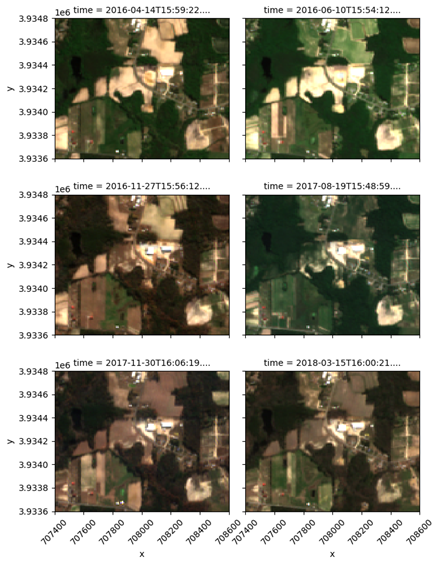 time = 2016-04-14T15:59:22....
time = 2016-06-10T15:54:12....
1e6
3.9348
3.9346
3.9344
3.9342
3.9340
3.9338
3.9336
y
time = 2016-11-27T15:56:12....
time = 2017-08-19T15:48:59....
1e6
3.9348
3.9346
3.9344
3.9342
3.9340
3.9338
3.9336
y
time = 2017-11-30T16:06:19....
time = 2018-03-15T16:00:21....
1e6
3.9348
3.9346
3.9344
3.9342
3.9340
3.9338
3.9336
y
707400 707600 707800 708000 708200 708400 708600
707400 707600 707800 708000 708200 708400 708600
x
x